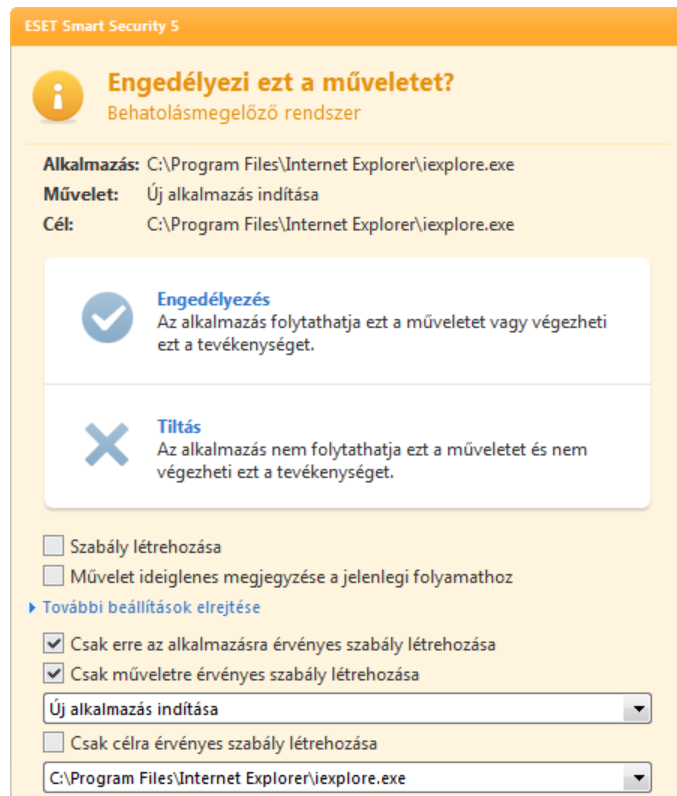 ESET Smart Security 5
Engedélyezi ezt a műveletet?
Behatolásmegelőző rendszer
Alkalmazás: C:\Program Files\Internet Explorer\iexplore.exe
Művelet: Új alkalmazás indítása
Cél: C:\Program Files\Internet Explorer\iexplore.exe
Engedélyezés
Az alkalmazás folytathatja ezt a műveletet vagy végezheti
ezt a tevékenységet.
Tiltás
Az alkalmazás nem folytathatja ezt a műveletet és nem
végezheti ezt a tevékenységet.
Szabály létrehozása
Művelet ideiglenes megjegyzése a jelenlegi folyamathoz
További beállítások elrejtése
Csak erre az alkalmazásra érvényes szabály létrehozása
Csak műveletre érvényes szabály létrehozása
Új alkalmazás indítása
Csak célra érvényes szabály létrehozása
C:\Program Files\Internet Explorer\iexplore.exe